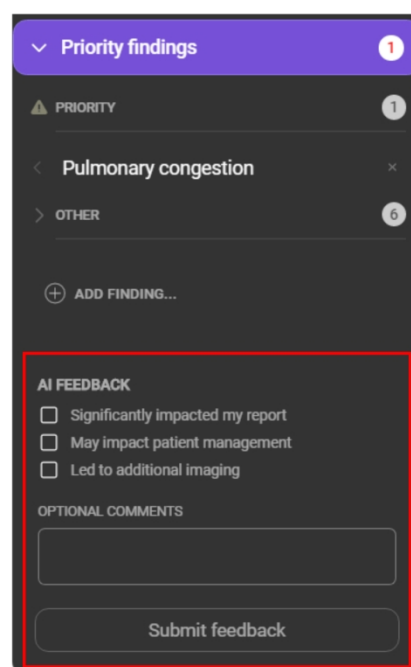 Priority findings 1
PRIORITY 1
Pulmonary congestion ×
OTHER 6
ADD FINDING...
AI FEEDBACK
Significantly impacted my report
May impact patient management
Led to additional imaging
OPTIONAL COMMENTS
Submit feedback